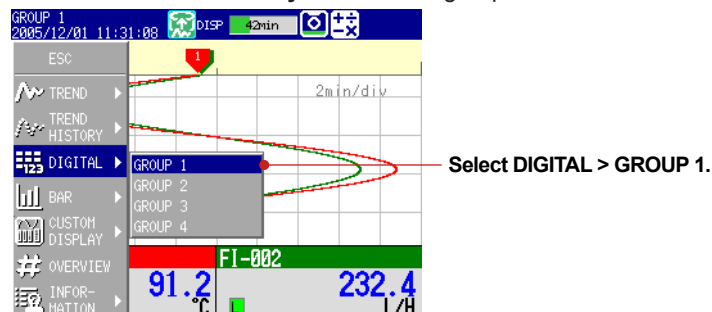 GROUP 1
2005/12/01 11:31:08 DISP 42min
ESC
1
2min/div
TREND
TREND
HISTORY
123 DIGITAL
GROUP 1
GROUP 2
GROUP 3
GROUP 4
Select DIGITAL > GROUP 1.
BAR
CUSTOM
DISPLAY
OVERVIEW
INFOR-
MATION
91.2
°C
FI-002
232.4
L
L/H